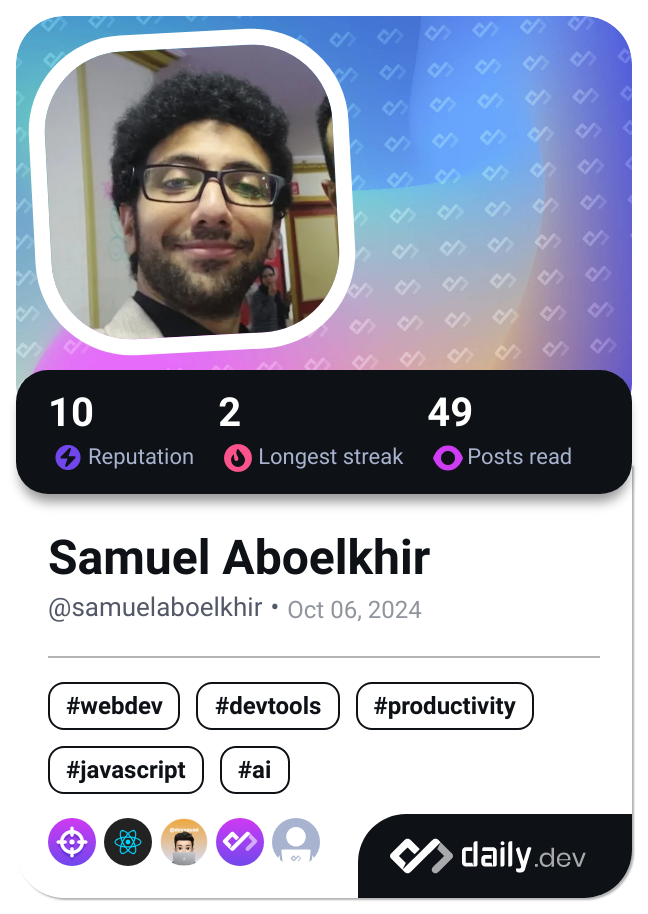 10 2 49
Reputation Longest streak Posts read
Samuel Aboelkhir
@samuelaboelkhir • Oct 06, 2024
#webdev #devtools #productivity
#javascript #ai
daily.dev